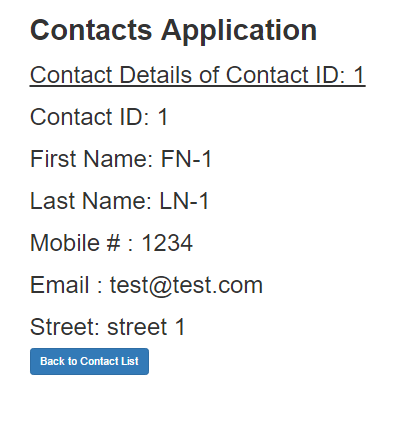 Contacts Application
Contact Details of Contact ID: 1
Contact ID: 1
First Name: FN-1
Last Name: LN-1
Mobile # : 1234
Email : test@test.com
Street: street 1
Back to Contact List